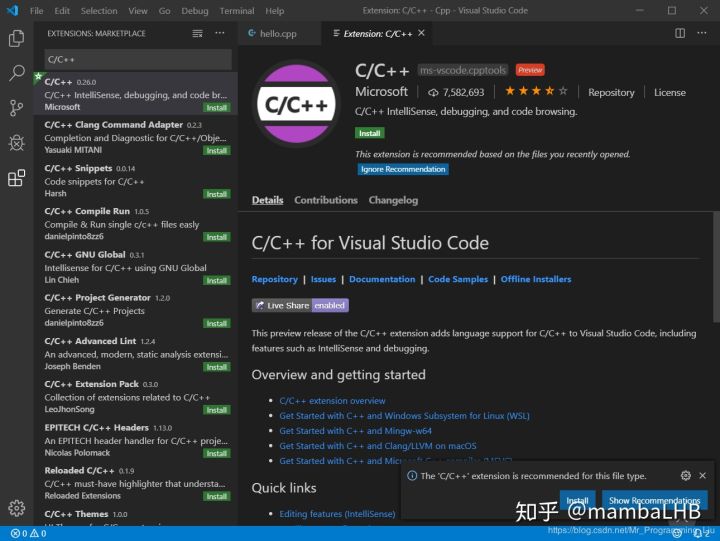 File Edit Selection View Go Debug Terminal Help Extension: C/C++ - Cpp - Visual Studio Code
EXTENSIONS: MARKETPLACE
C/C++
C/C++ 0.26.0
C/C++ IntelliSense, debugging, and code br...
Microsoft Install
C/C++ Clang Command Adapter 0.2.3
Completion and Diagnostic for C/C++/Obje...
Yasuaki MITANI Install
C/C++ Snippets 0.0.14
Code snippets for C/C++
Harsh Install
C/C++ Compile Run 1.0.5
Compile & Run single c/c++ files easly
danielpinto8zz6 Install
C/C++ GNU Global 0.3.1
Intellisense for C/C++ using GNU Global
Lin Chieh Install
C/C++ Project Generator 1.2.0
Generate C/C++ Projects
danielpinto8zz6 Install
C/C++ Advanced Lint 1.2.4
An advanced, modern, static analysis extensi...
Joseph Benden Install
C/C++ Extension Pack 0.3.0
Collection of extensions related to C/C++
LeoJhonSong Install
EPITECH C/C++ Headers 1.13.0
An EPITECH header handler for C/C++ proje...
Nicolas Polomack Install
Reloaded C/C++ 0.1.9
C/C++ must-have highlighter that understa...
Reloaded Extensions Install
C/C++ Themes 1.0.0
hello.cpp Extension: C/C++
C/C++
C/C++ ms-vscode.cpptools Preview
Microsoft 7,582,693 Repository License
C/C++ IntelliSense, debugging, and code browsing.
Install
This extension is recommended based on the files you recently opened.
Ignore Recommendation
Details Contributions Changelog
C/C++ for Visual Studio Code
Repository | Issues | Documentation | Code Samples | Offline Installers
Live Share enabled
This preview release of the C/C++ extension adds language support for C/C++ to Visual Studio Code, including
features such as IntelliSense and debugging.
Overview and getting started
C/C++ extension overview
Get Started with C++ and Windows Subsystem for Linux (WSL)
Get Started with C++ and Mingw-w64
Get Started with C++ and Clang/LLVM on macOS
Get Started with C++ and
Quick links
Editing features (IntelliSense)
The 'C/C++' extension is recommended for this file type.
Install Show Recommendations
知乎 @mambaLHB
https://blog.csdn.net/Mr_Programming_Liu
0 0 2